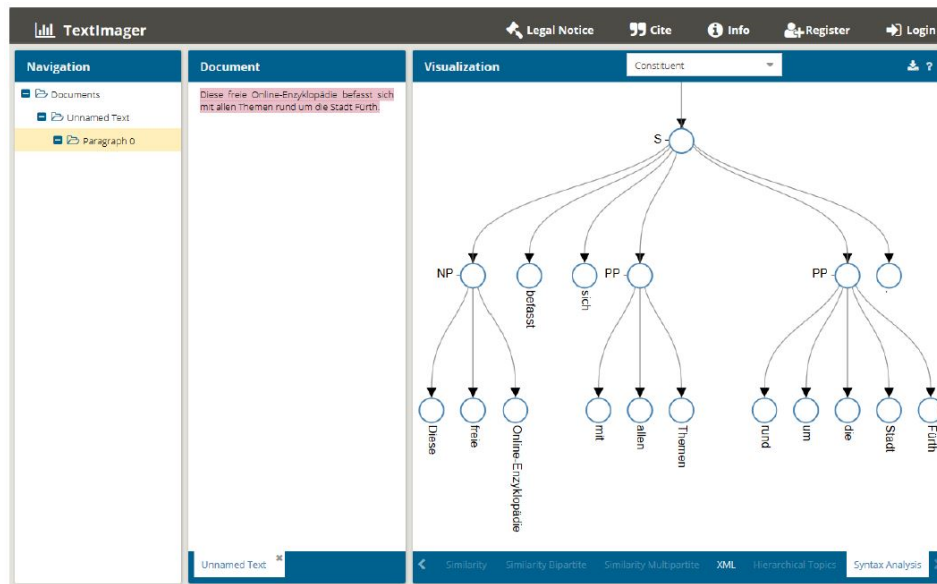 TextImager
Legal Notice
Cite
Info
Register
Login
Navigation
Document
Visualization
Constituent
?
Documents
Unnamed Text
Paragraph 0
Diese freie Online-Enzyklopädie befasst sich
mit allen Themen rund um die Stadt Fürth.
S
NP
befasst
sich
PP
PP
.
Diese
freie
Online-Enzyklopädie
mit
allen
Themen
rund
um
die
Stadt
Fürth
Unnamed Text
Similarity
Similarity Bipartite
Similarity Multipartite
XML
Hierarchical Topics
Syntax Analysis